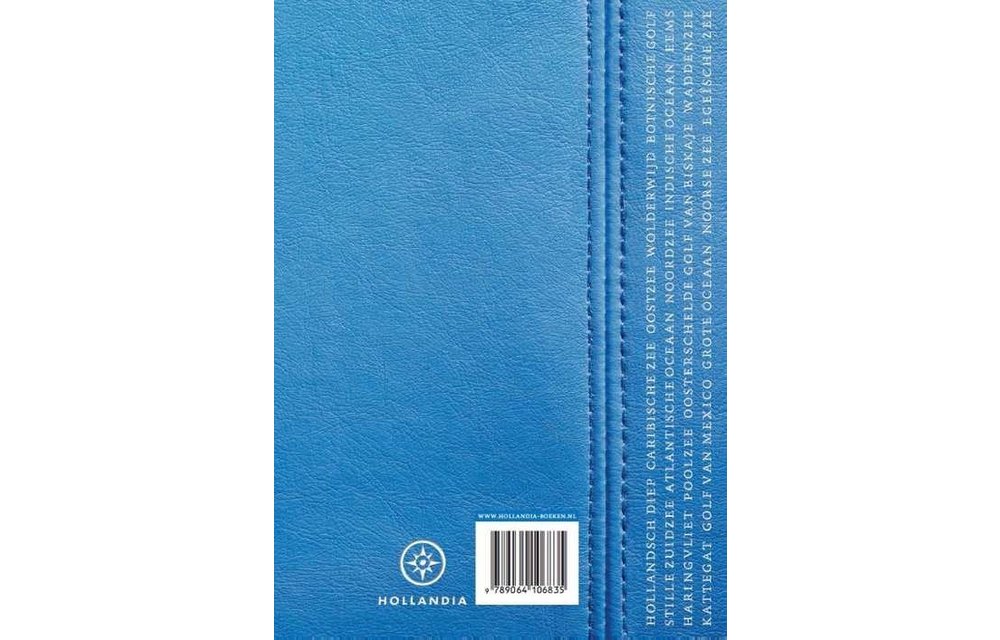 HOLLANDSCH DIEP CARIBISCHE ZEE OOSTZEE WOLDERWIJD BOTNISCHE GOLF
STILLE ZUIDZEE ATLANTISCHE OCEAAN NOORDZEE INDISCHE OCEAAN EEMS
HARINGVLIET POOLZEE OOSTERSCHELDE GOLF VAN BISKAJE WADDENZEE
KATTEGAT GOLF VAN MEXICO GROTE OCEAAN NOORSE ZEE EGEÏSCHE ZEE
WWW.HOLLANDIA-BOEKEN.NL
9 789064 106835
HOLLANDIA